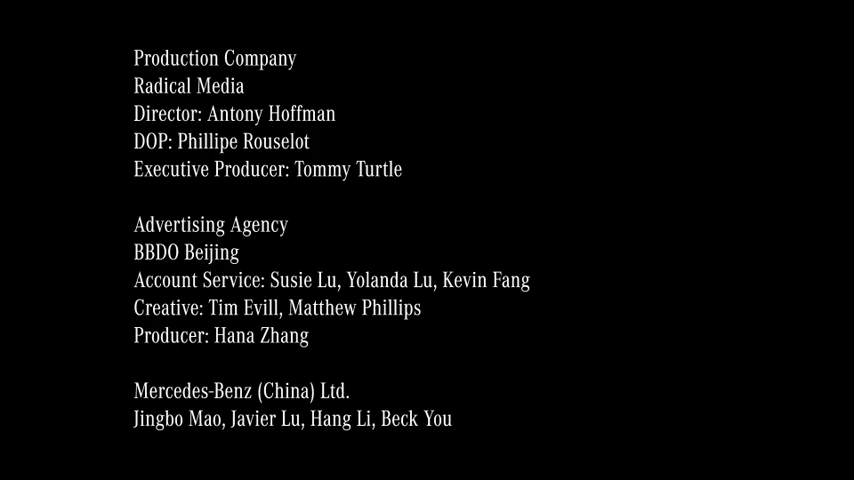 Production Company
Radical Media
Director: Antony Hoffman
DOP: Phillipe Rouselot
Executive Producer: Tommy Turtle
Advertising Agency
BBDO Beijing
Account Service: Susie Lu, Yolanda Lu, Kevin Fang
Creative: Tim Evill, Matthew Phillips
Producer: Hana Zhang
Mercedes-Benz (China) Ltd.
Jingbo Mao, Javier Lu, Hang Li, Beck You